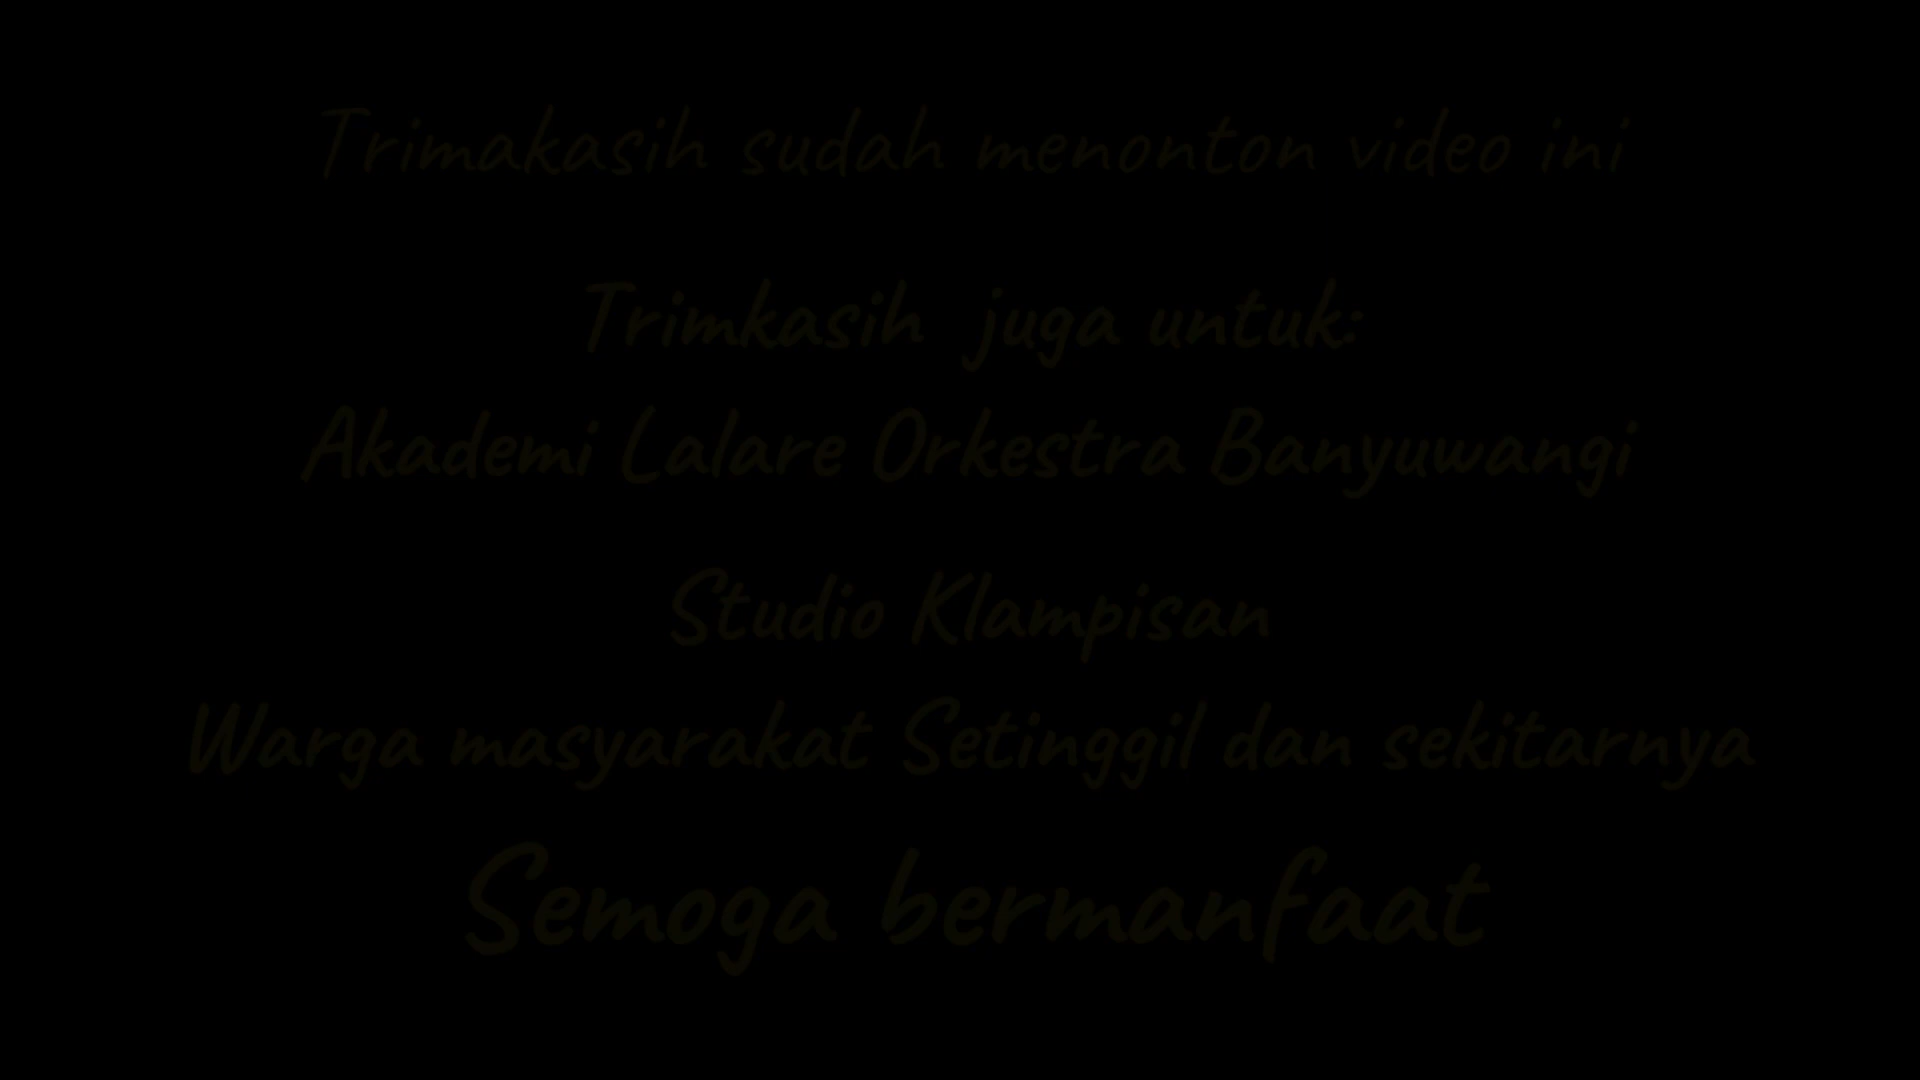 Trimakasih sudah menonton video ini
Trimkasih juga untuk:
Akademi Lalare Orkestra Banyuwangi
Studio Klampisan
Warga masyarakat Setinggil dan sekitarnya
Semoga bermanfaat